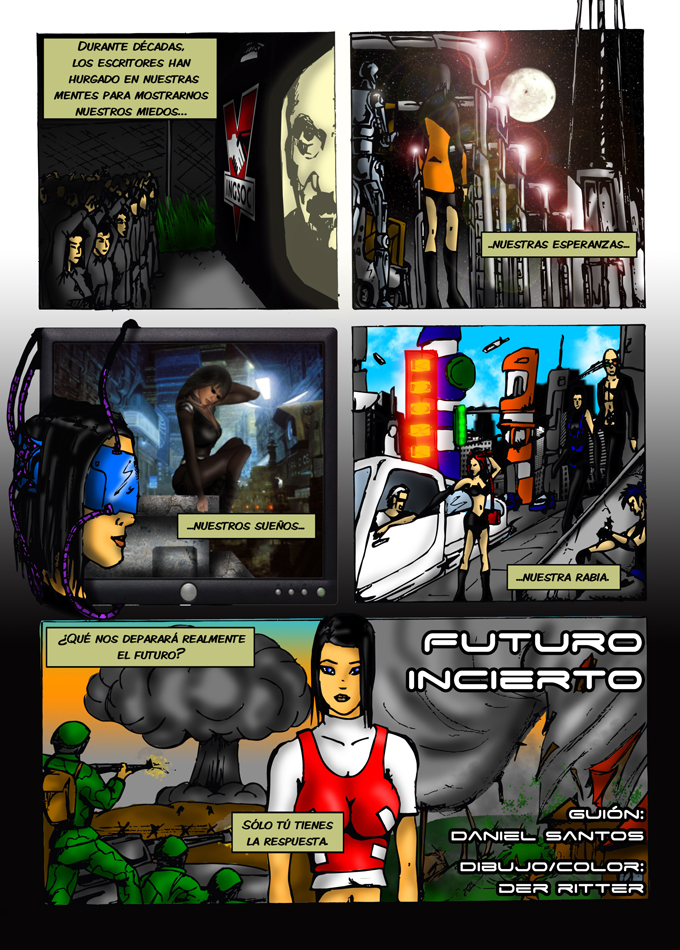 Durante décadas,
los escritores han
hurgado en nuestras
mentes para mostrarnos
nuestros miedos...
INGSOC
...nuestras esperanzas...
...nuestros sueños...
...nuestra rabia.
¿Qué nos deparará realmente
el futuro?
FUTURO
INCIERTO
Sólo tú tienes
la respuesta.
GUIÓN:
DANIEL SANTOS
DIBUJO/COLOR:
DER RITTER